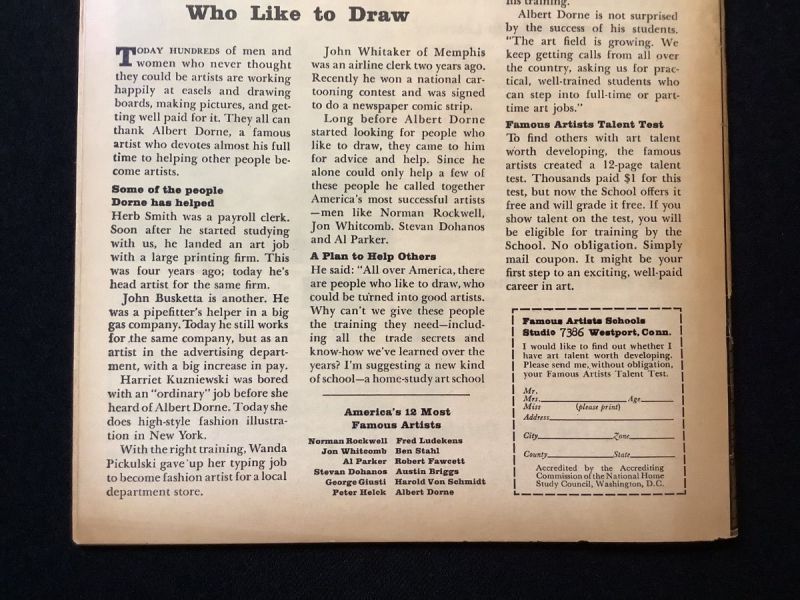 Who Like to Draw
TODAY HUNDREDS of men and
women who never thought
they could be artists are working
happily at easels and drawing
boards, making pictures, and get-
ting well paid for it. They all can
thank Albert Dorne, a famous
artist who devotes almost his full
time to helping other people be-
come artists.
Some of the people
Dorne has helped
Herb Smith was a payroll clerk.
Soon after he started studying
with us, he landed an art job
with a large printing firm. This
was four years ago; today he's
head artist for the same firm.
John Busketta is another. He
was a pipefitter's helper in a big
gas company. Today he still works
for the same company, but as an
artist in the advertising depart-
ment, with a big increase in pay.
Harriet Kuzniewski was bored
with an "ordinary" job before she
heard of Albert Dorne. Today she
does high-style fashion illustra-
tion in New York.
With the right training, Wanda
Pickulski gave up her typing job
to become fashion artist for a local
department store.
John Whitaker of Memphis
was an airline clerk two years ago.
Recently he won a national car-
tooning contest and was signed
to do a newspaper comic strip.
Long before Albert Dorne
started looking for people who
like to draw, they came to him
for advice and help. Since he
alone could only help a few of
these people he called together
America's most successful artists
—men like Norman Rockwell,
Jon Whitcomb, Stevan Dohanos
and Al Parker.
A Plan to Help Others
He said: "All over America, there
are people who like to draw, who
could be turned into good artists.
Why can't we give these people
the training they need—includ-
ing all the trade secrets and
know-how we've learned over the
years? I'm suggesting a new kind
of school—a home-study art school
America's 12 Most
Famous Artists
Norman Rockwell Fred Ludekens
Jon Whitcomb Ben Stahl
Al Parker Robert Fawcett
Stevan Dohanos Austin Briggs
George Giusti Harold Von Schmidt
Peter Helck Albert Dorne
his training.
Albert Dorne is not surprised
by the success of his students.
"The art field is growing. We
keep getting calls from all over
the country, asking us for prac-
tical, well-trained students who
can step into full-time or part-
time art jobs."
Famous Artists Talent Test
To find others with art talent
worth developing, the famous
artists created a 12-page talent
test. Thousands paid $1 for this
test, but now the School offers it
free and will grade it free. If you
show talent on the test, you will
be eligible for training by the
School. No obligation. Simply
mail coupon. It might be your
first step to an exciting, well-paid
career in art.
Famous Artists Schools
Studio 7386 Westport, Conn.
I would like to find out whether I
have art talent worth developing.
Please send me, without obligation,
your Famous Artists Talent Test.
Mr.
Mrs. Age
Miss (please print)
Address
City Zone
County State
Accredited by the Accrediting
Commission of the National Home
Study Council, Washington, D.C.